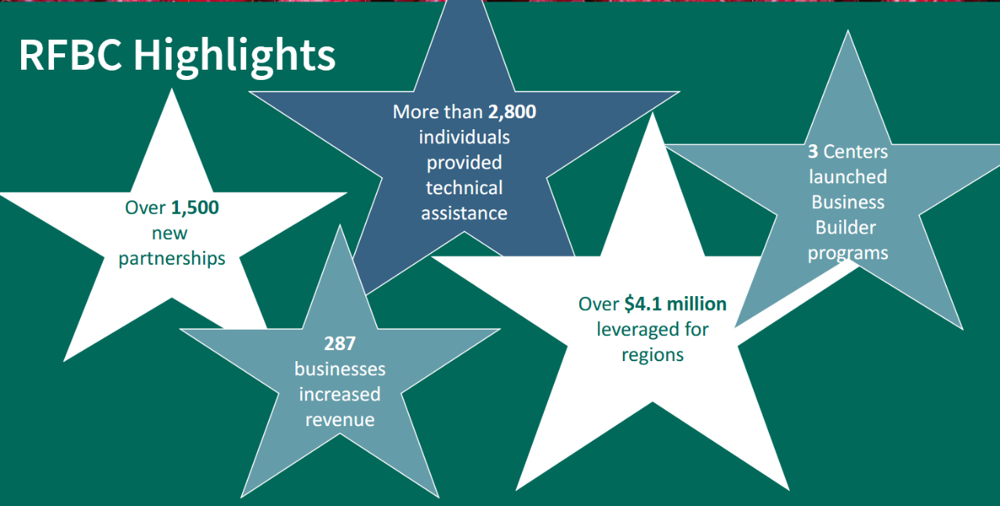 RFBC Highlights
Over 1,500
new
partnerships
More than 2,800
individuals
provided
technical
assistance
3 Centers
launched
Business
Builder
programs
287
businesses
increased
revenue
Over $4.1 million
leveraged for
regions